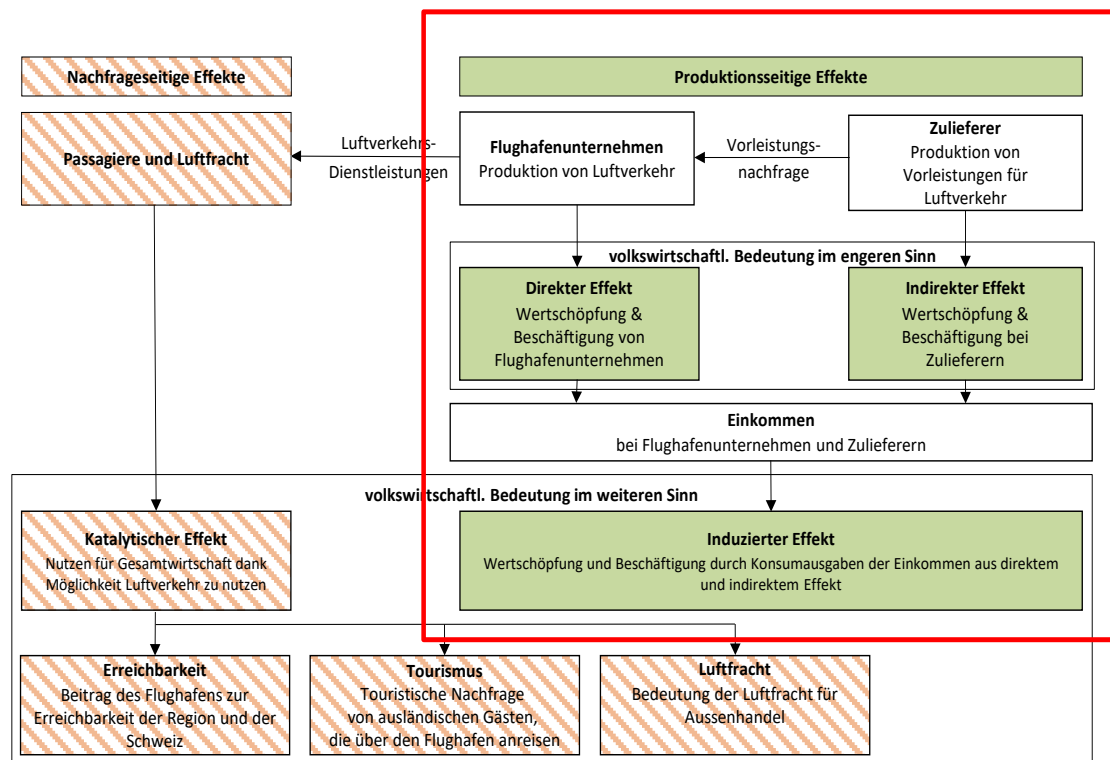 Nachfrageseitige Effekte
Produktionsseitige Effekte
Passagiere und Luftfracht
Luftverkehrs-
Dienstleistungen
Flughafenunternehmen
Produktion von Luftverkehr
Vorleistungs-
nachfrage
Zulieferer
Produktion von
Vorleistungen für
Luftverkehr
volkswirtschaftl. Bedeutung im engeren Sinn
Direkter Effekt
Wertschöpfung &
Beschäftigung von
Flughafenunternehmen
Indirekter Effekt
Wertschöpfung &
Beschäftigung bei
Zulieferern
Einkommen
bei Flughafenunternehmen und Zulieferern
volkswirtschaftl. Bedeutung im weiteren Sinn
Katalytischer Effekt
Nutzen für Gesamtwirtschaft dank
Möglichkeit Luftverkehr zu nutzen
Induzierter Effekt
Wertschöpfung und Beschäftigung durch Konsumausgaben der Einkommen aus direktem
und indirektem Effekt
Erreichbarkeit
Beitrag des Flughafens zur
Erreichbarkeit der Region und der
Schweiz
Tourismus
Touristische Nachfrage
von ausländischen Gästen,
die über den Flughafen anreisen
Luftfracht
Bedeutung der Luftfracht für
Aussenhandel